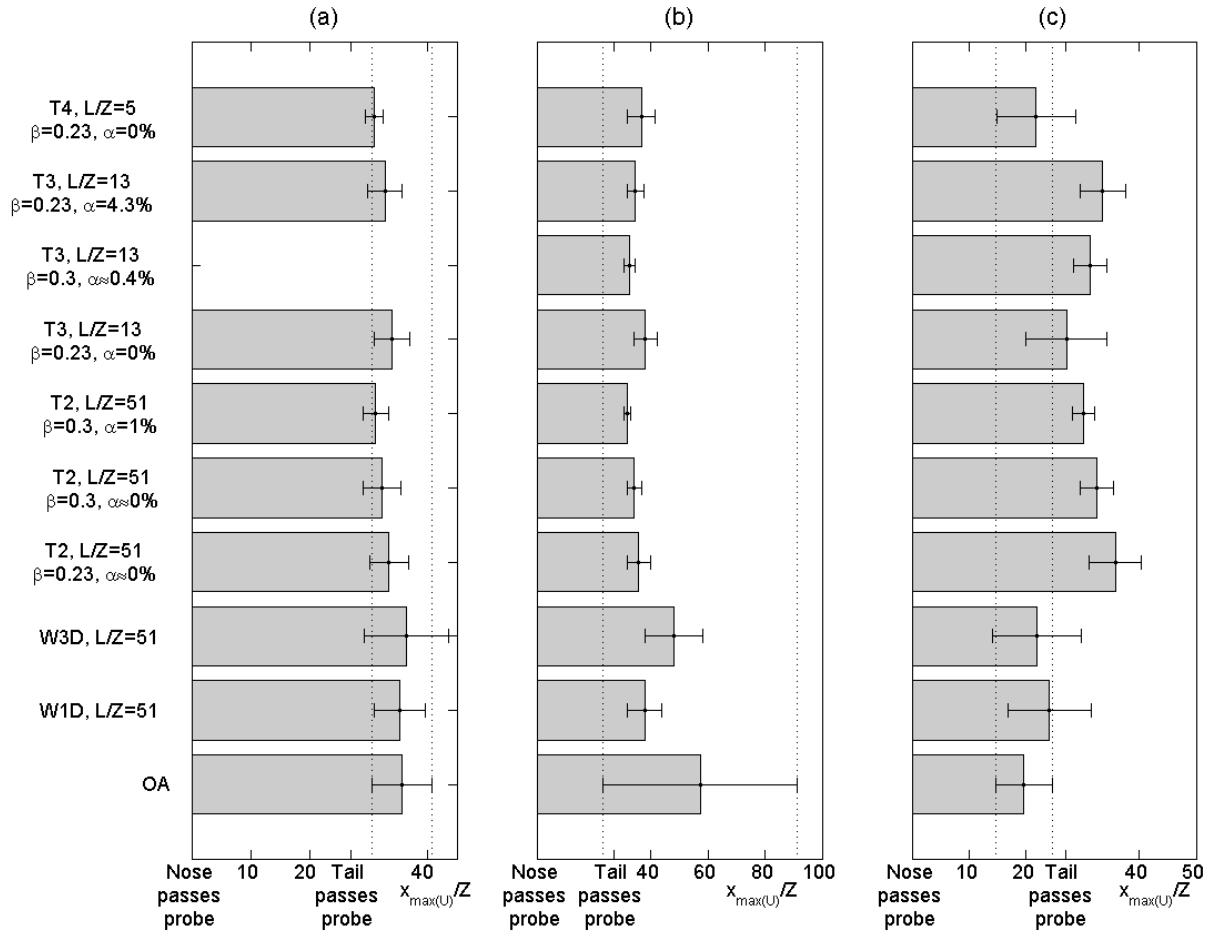 (a) (b) (c)
T4, L/Z=5
β=0.23, α=0%
T3, L/Z=13
β=0.23, α=4.3%
T3, L/Z=13
β=0.3, α≈0.4%
T3, L/Z=13
β=0.23, α=0%
T2, L/Z=51
β=0.3, α=1%
T2, L/Z=51
β=0.3, α≈0%
T2, L/Z=51
β=0.23, α≈0%
W3D, L/Z=51
W1D, L/Z=51
OA
Nose passes probe
10
20
Tail passes probe
40
x_max(U)/Z
Nose passes probe
Tail passes probe
40
60
80
100
x_max(U)/Z
Nose passes probe
10
20
Tail passes probe
40
50
x_max(U)/Z